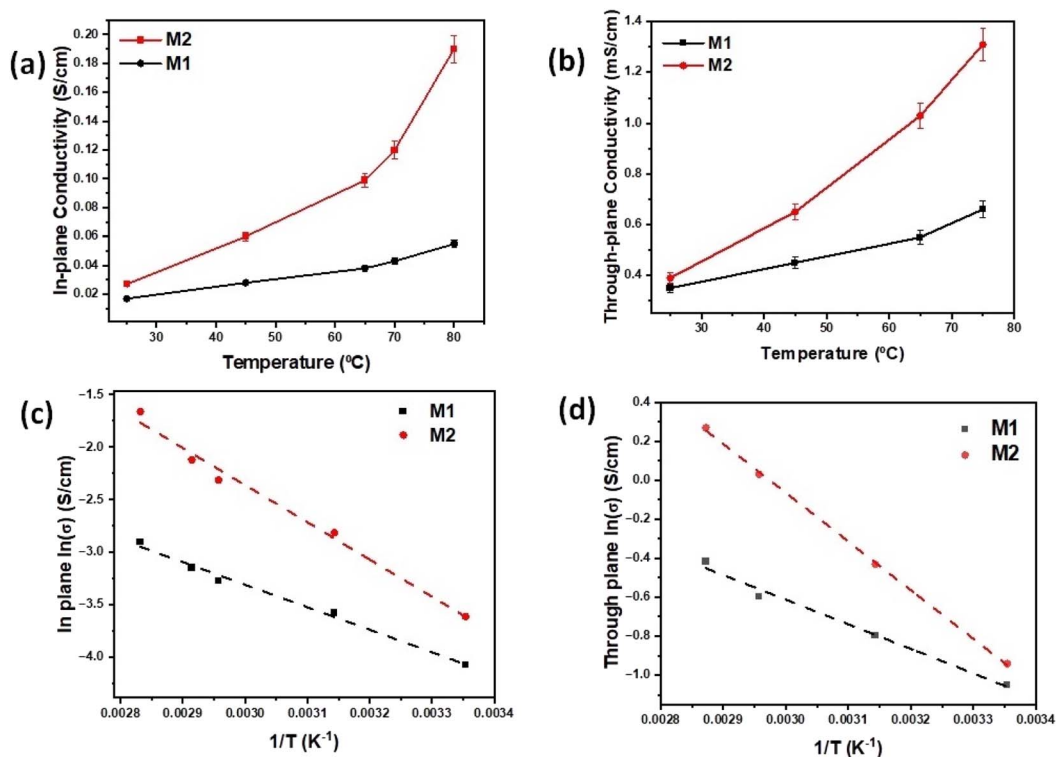 (a)
M2
M1
In-plane Conductivity (S/cm)
0.20
0.18
0.16
0.14
0.12
0.10
0.08
0.06
0.04
0.02
30 40 50 60 70 80
Temperature (ºC)
(b)
M1
M2
Through-plane Conductivity (mS/cm)
1.4
1.2
1.0
0.8
0.6
0.4
30 40 50 60 70 80
Temperature (ºC)
(c)
M1
M2
In plane ln(σ) (S/cm)
−1.5
−2.0
−2.5
−3.0
−3.5
−4.0
0.0028 0.0029 0.0030 0.0031 0.0032 0.0033 0.0034
1/T (K-1)
(d)
M1
M2
Through plane ln(σ) (S/cm)
0.4
0.2
0.0
−0.2
−0.4
−0.6
−0.8
−1.0
0.0028 0.0029 0.0030 0.0031 0.0032 0.0033 0.0034
1/T (K-1)